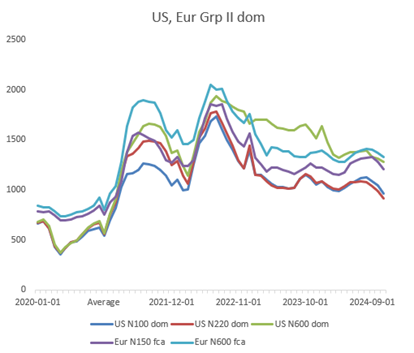 US, Eur Grp II dom
2500
2000
1500
1000
500
0
2020-01-01 Average 2021-12-01 2022-11-01 2023-10-01 2024-09-01
US N100 dom US N220 dom US N600 dom
Eur N150 fca Eur N600 fca